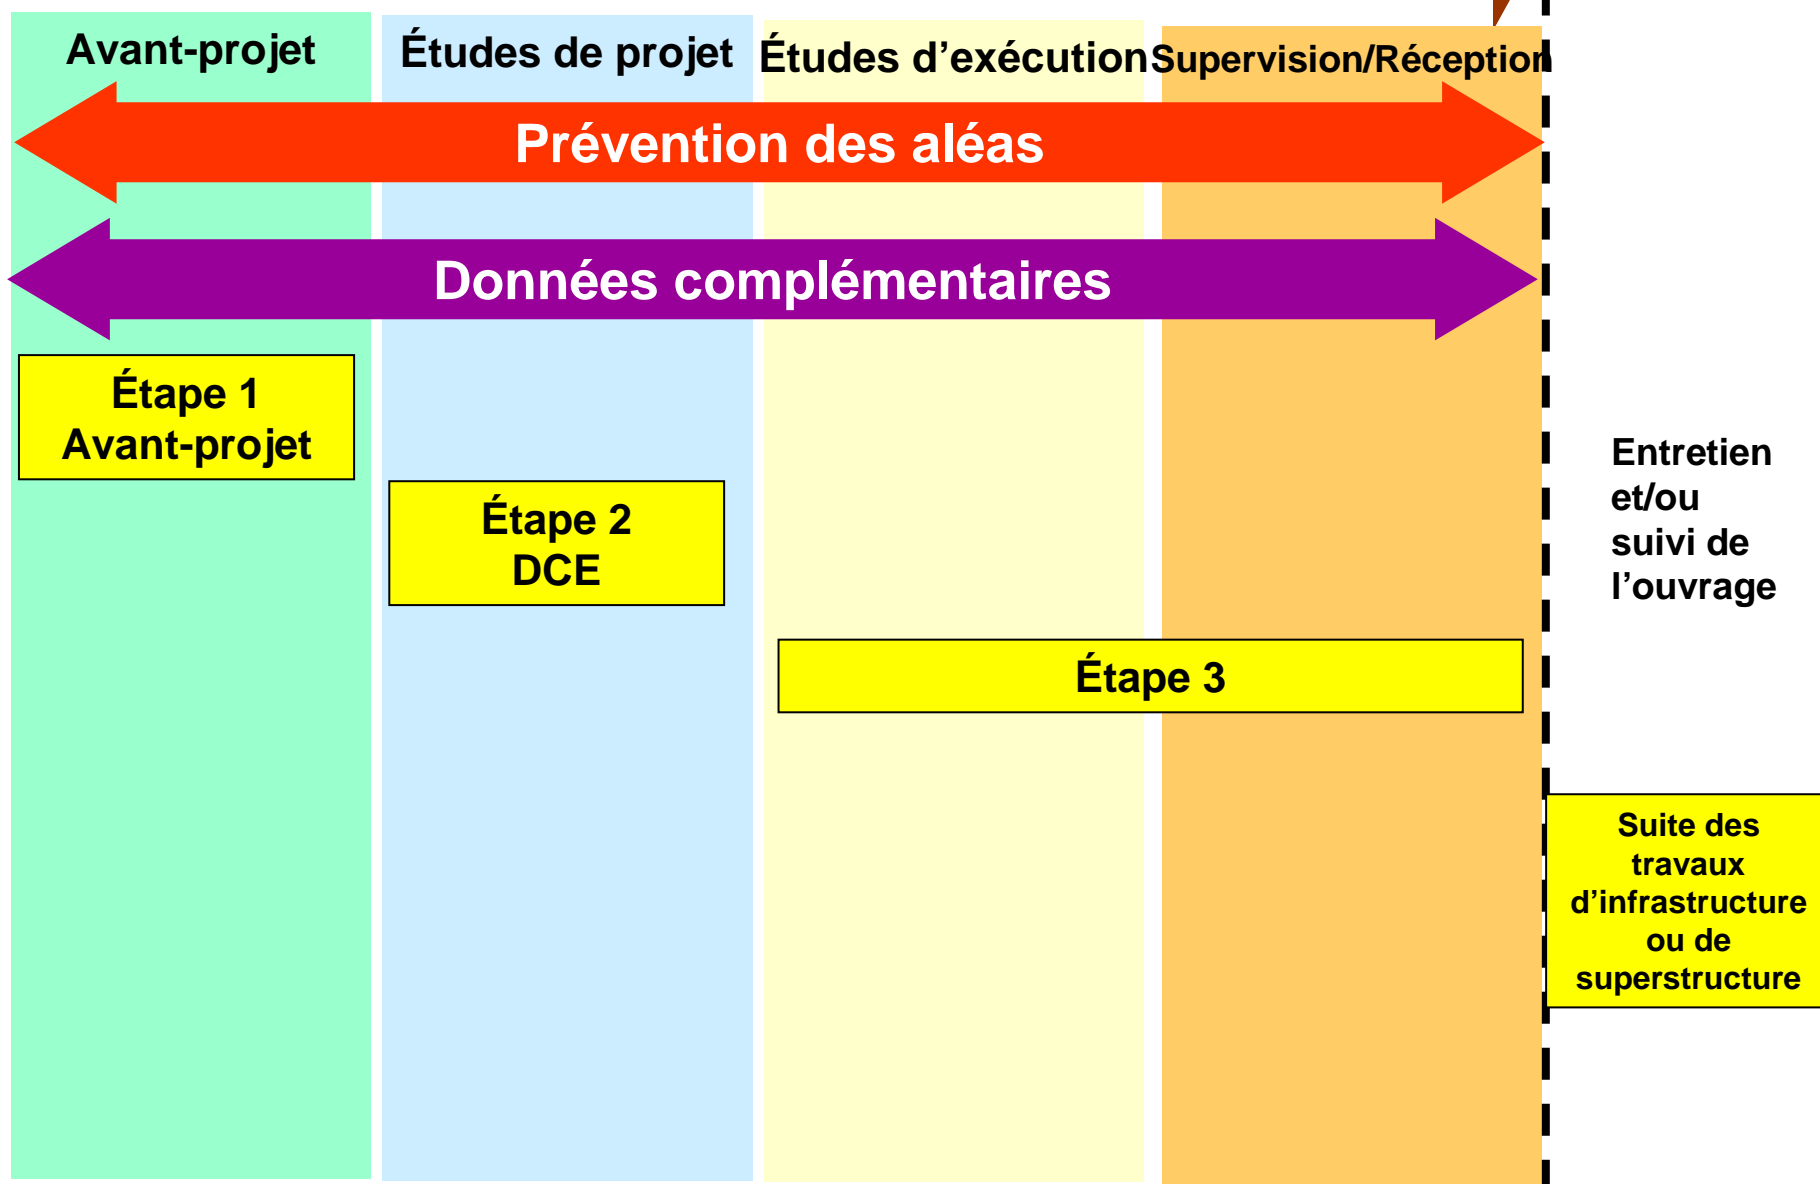 Avant-projet
Études de projet
Études d’exécution
Supervision/Réception
Prévention des aléas
Données complémentaires
Étape 1
Avant-projet
Étape 2
DCE
Étape 3
Entretien
et/ou
suivi de
l’ouvrage
Suite des
travaux
d’infrastructure
ou de
superstructure